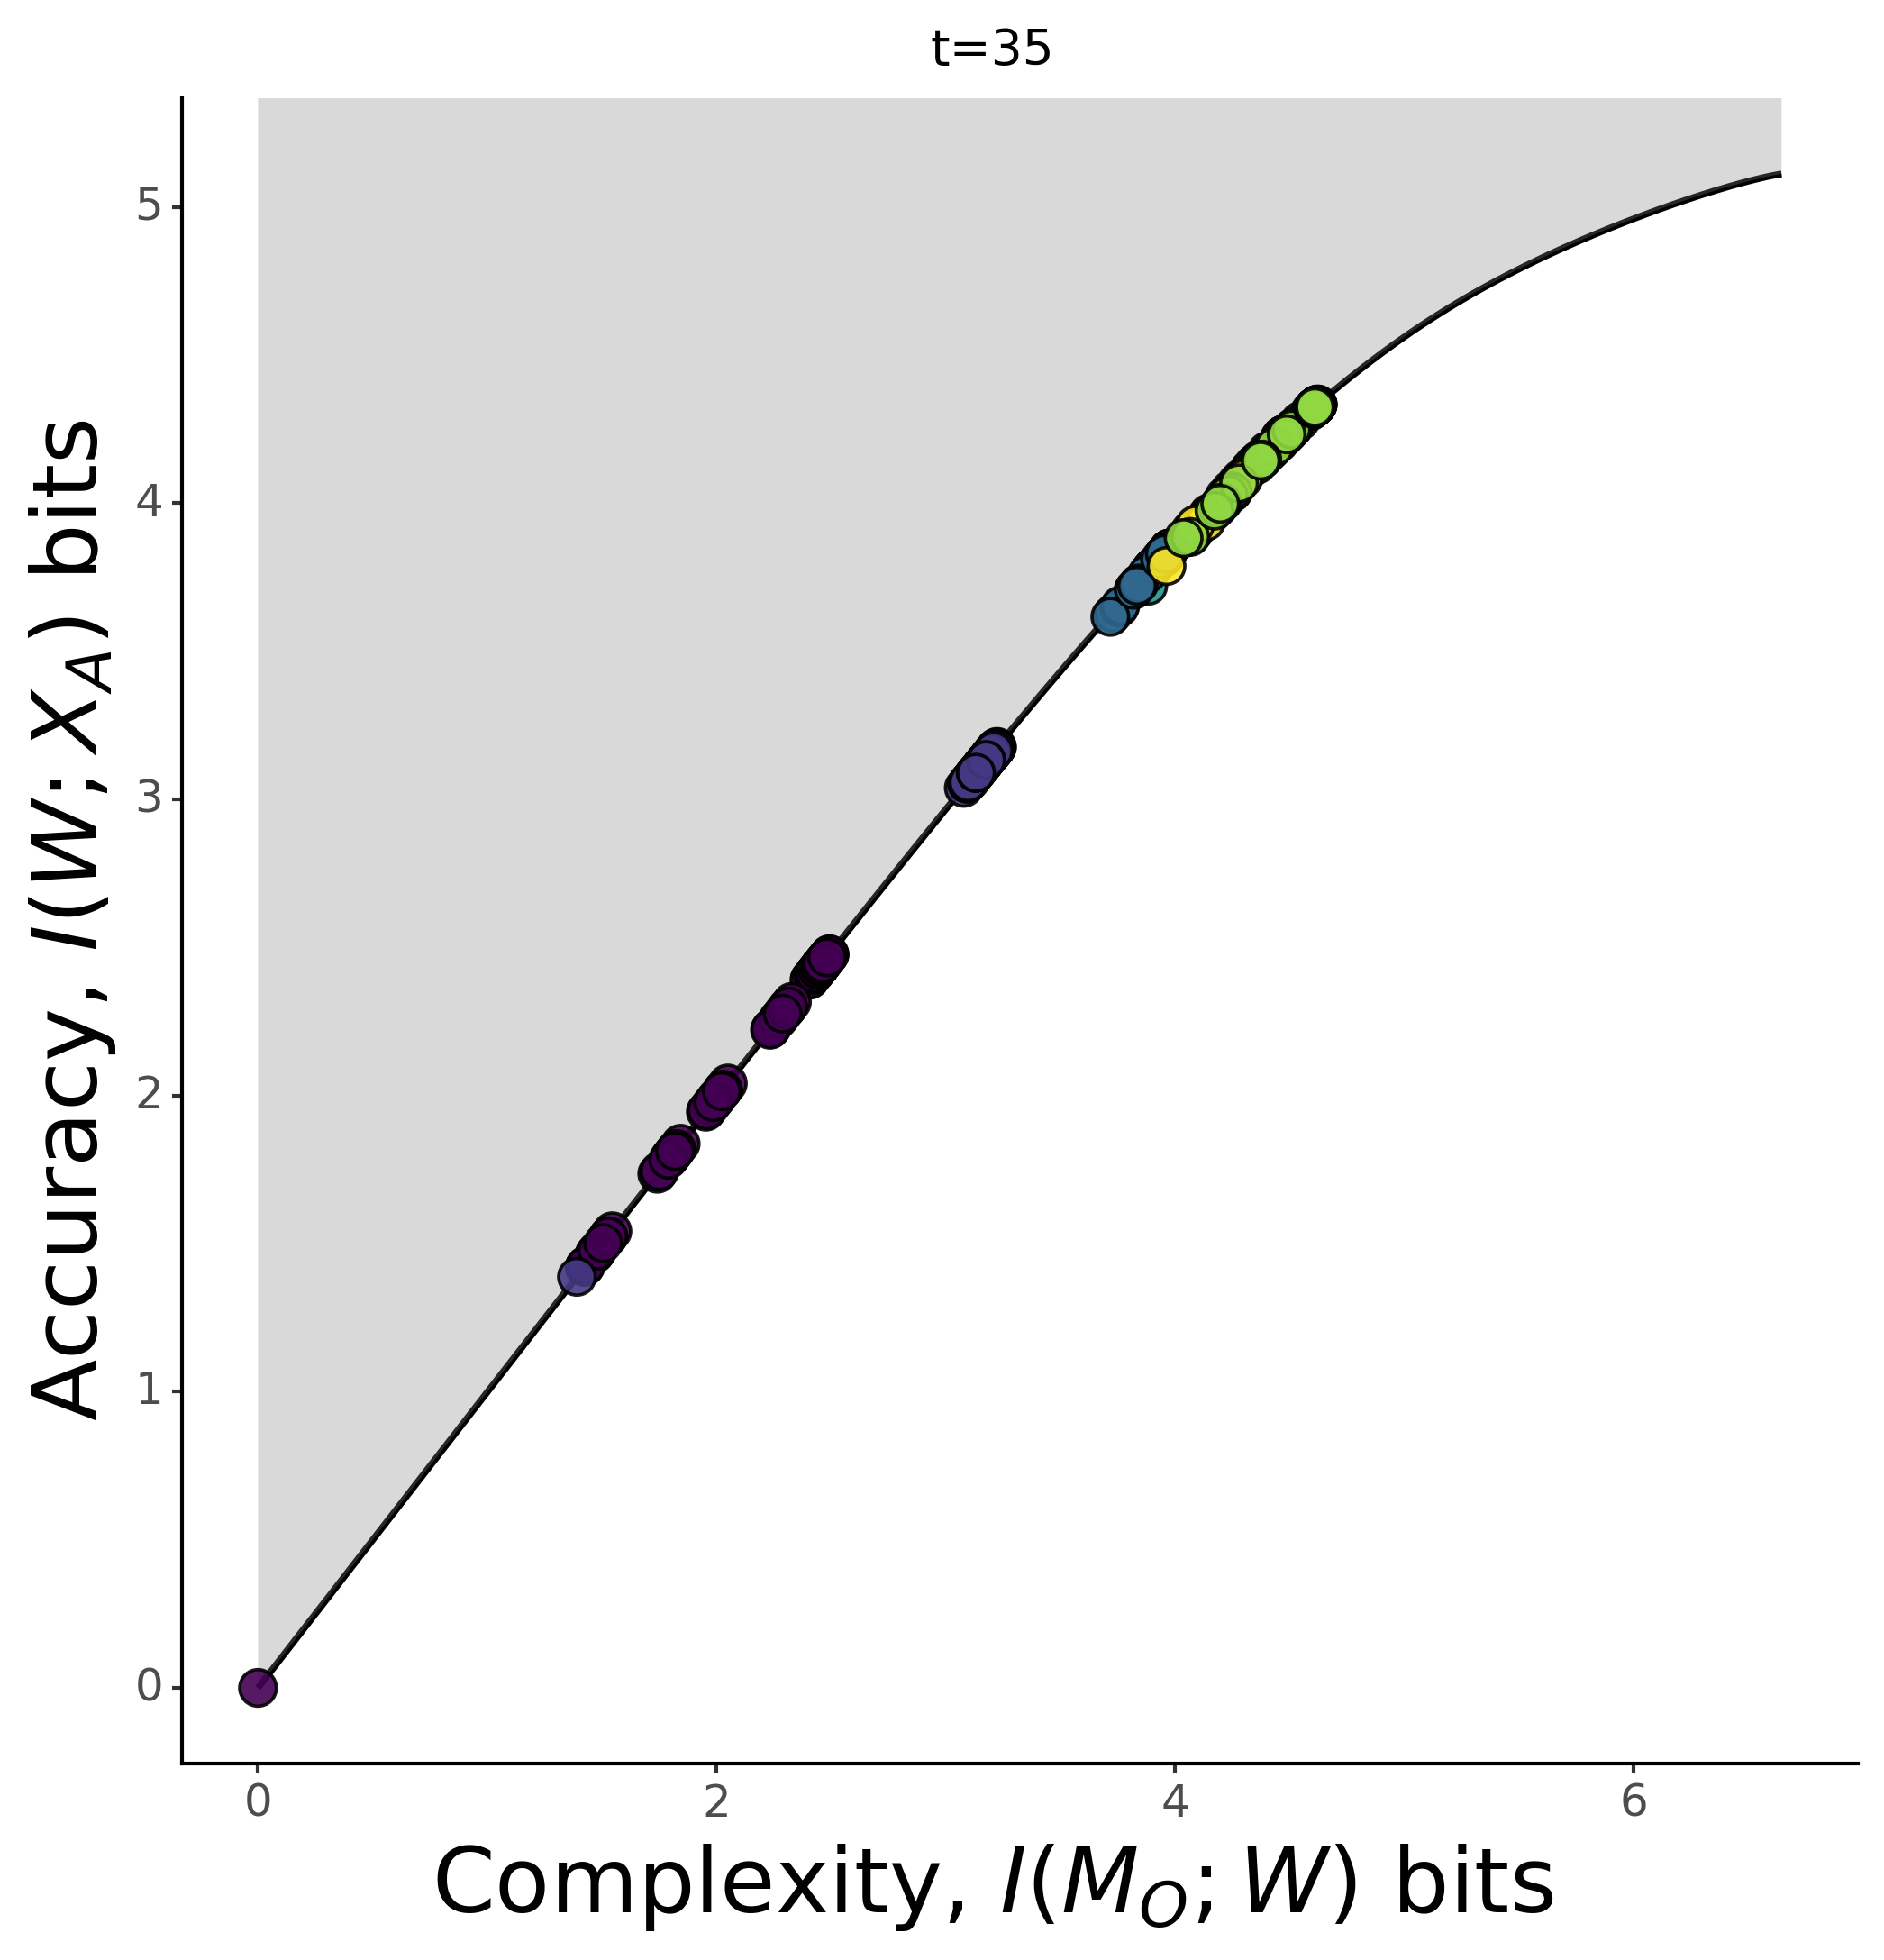 t=35
5
4
3
2
1
0
Accuracy, I(W; X_A) bits
0 2 4 6
Complexity, I(M_O; W) bits